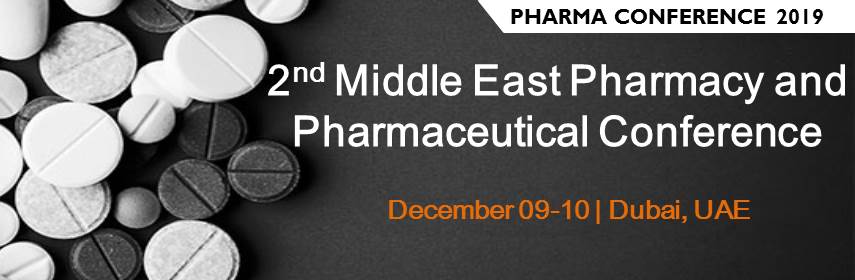 PHARMA CONFERENCE 2019
2nd Middle East Pharmacy and
Pharmaceutical Conference
December 09-10 | Dubai, UAE